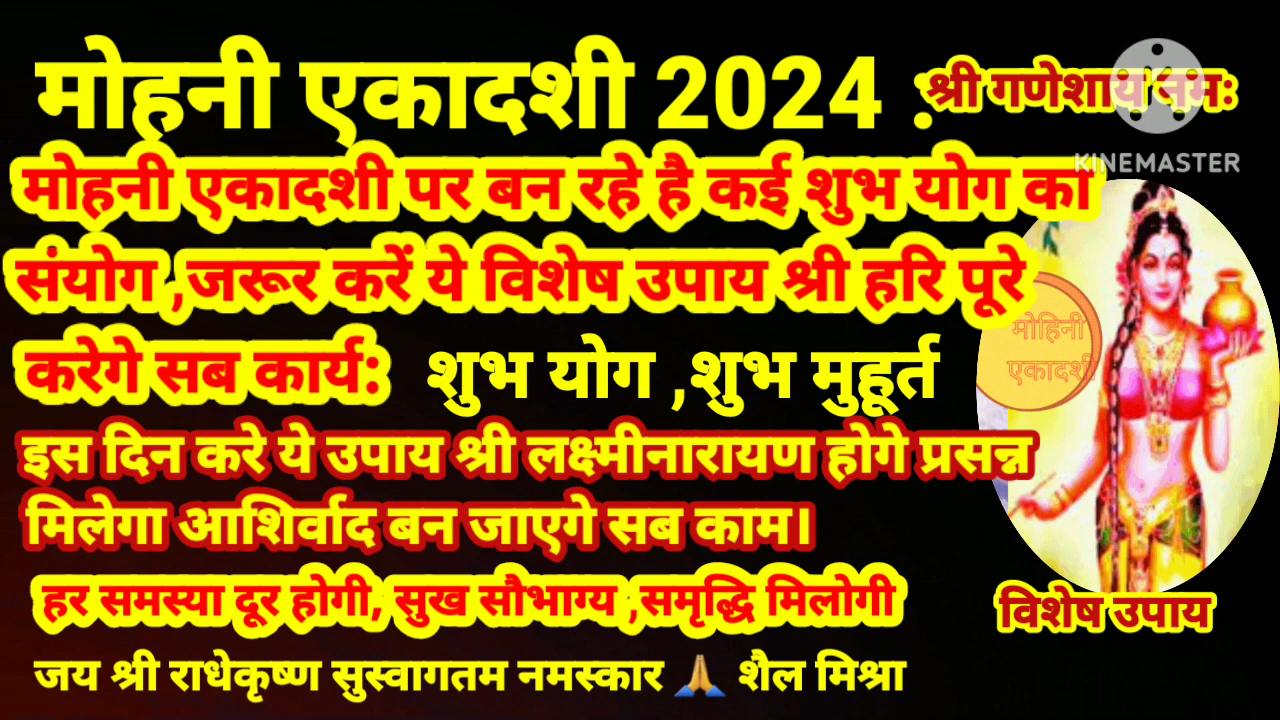 मोहनी एकादशी 2024 :
श्री गणेशाय नमः
KINEMASTER
मोहनी एकादशी पर बन रहे है कई शुभ योग का
संयोग ,जरूर करें ये विशेष उपाय श्री हरि पूरे
करेगे सब कार्य:
शुभ योग ,शुभ मुहूर्त
मोहिनी
एकादशी
इस दिन करे ये उपाय श्री लक्ष्मीनारायण होगे प्रसन्न
मिलेगा आशिर्वाद बन जाएगे सब काम।
हर समस्या दूर होगी, सुख सौभाग्य ,समृद्धि मिलोगी
विशेष उपाय
जय श्री राधेकृष्ण सुस्वागतम नमस्कार 🙏 शैल मिश्रा